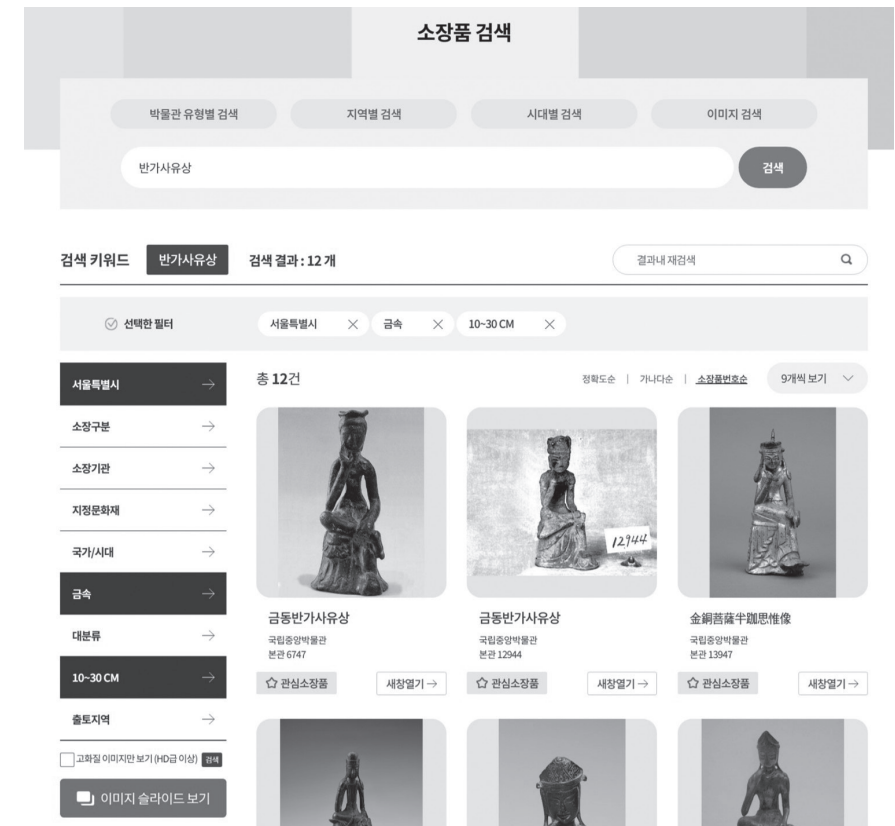 소장품 검색
박물관 유형별 검색 지역별 검색 시대별 검색 이미지 검색
반가사유상 검색
검색 키워드 반가사유상 검색 결과 : 12 개 결과내 재검색
선택한 필터 서울특별시 금속 10~30 CM
서울특별시
소장구분
소장기관
지정문화재
국가/시대
금속
대분류
10~30 CM
출토지역
고화질 이미지만 보기 (HD급 이상) 검색
이미지 슬라이드 보기
총 12건 정확도순 | 가나다순 | 소장품번호순 9개씩 보기
12944
금동반가사유상
국립중앙박물관
본관 6747
관심소장품 새창열기
금동반가사유상
국립중앙박물관
본관 12944
관심소장품 새창열기
金銅菩薩半跏思惟像
국립중앙박물관
본관 13947
관심소장품 새창열기